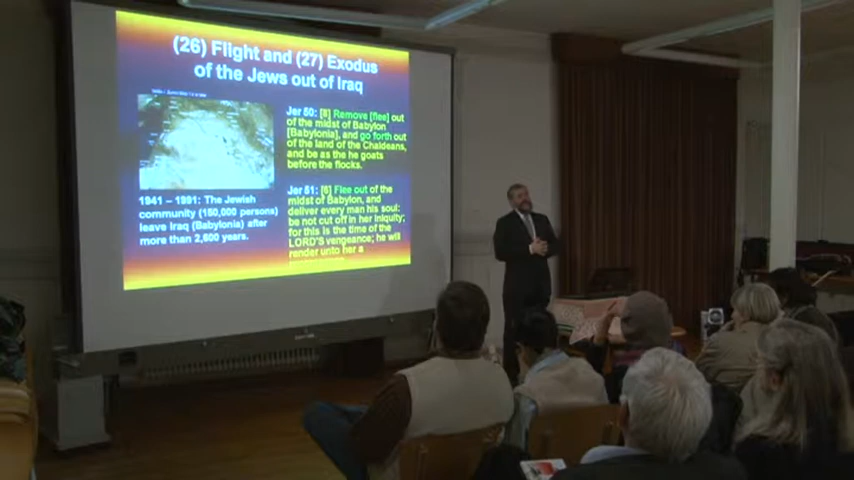 (26) Flight and (27) Exodus
of the Jews out of Iraq
1941 – 1991: The Jewish
community (150,000 persons)
leave Iraq (Babylonia) after
more than 2,600 years.
Jer 50: [8] Remove [flee] out
of the midst of Babylon
[Babylonia], and go forth out
of the land of the Chaldeans,
and be as the he goats
before the flocks.
Jer 51: [6] Flee out of the
midst of Babylon, and
deliver every man his soul:
be not cut off in her iniquity;
for this is the time of the
LORD'S vengeance; he will
render unto her a